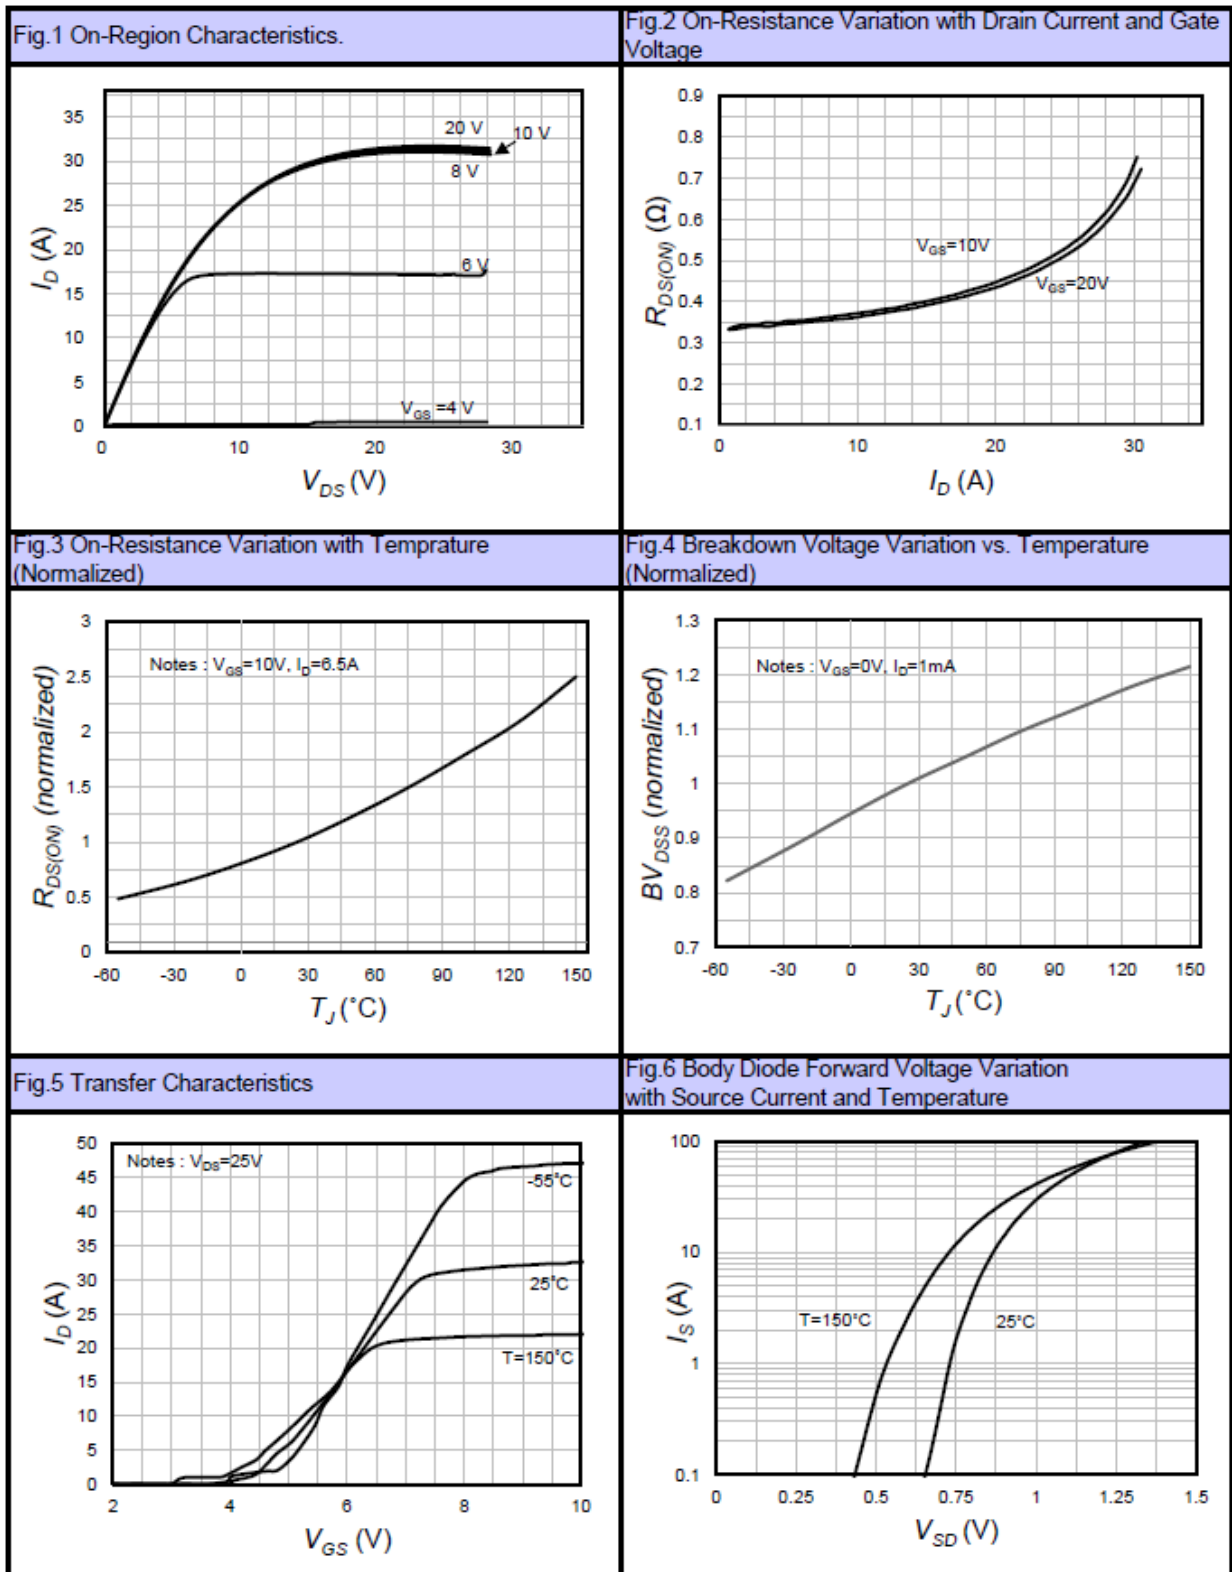 Fig.1 On-Region Characteristics.
Fig.2 On-Resistance Variation with Drain Current and Gate
Voltage
35
30
25
20
15
10
5
0
I_D (A)
20 V
10 V
8 V
6 V
V_GS =4 V
0 10 20 30
V_DS (V)
0.9
0.8
0.7
0.6
0.5
0.4
0.3
0.2
0.1
R_DS(ON) (Ω)
V_GS=10V
V_GS=20V
0 10 20 30
I_D (A)
Fig.3 On-Resistance Variation with Temprature
(Normalized)
Fig.4 Breakdown Voltage Variation vs. Temperature
(Normalized)
3
2.5
2
1.5
1
0.5
0
R_DS(ON) (normalized)
Notes : V_GS=10V, I_D=6.5A
-60 -30 0 30 60 90 120 150
T_J (°C)
1.3
1.2
1.1
1
0.9
0.8
0.7
BV_DSS (normalized)
Notes : V_GS=0V, I_D=1mA
-60 -30 0 30 60 90 120 150
T_J (°C)
Fig.5 Transfer Characteristics
Fig.6 Body Diode Forward Voltage Variation
with Source Current and Temperature
50
45
40
35
30
25
20
15
10
5
0
I_D (A)
Notes : V_DS=25V
-55°C
25°C
T=150°C
2 4 6 8 10
V_GS (V)
100
10
1
0.1
I_S (A)
T=150°C
25°C
0 0.25 0.5 0.75 1 1.25 1.5
V_SD (V)